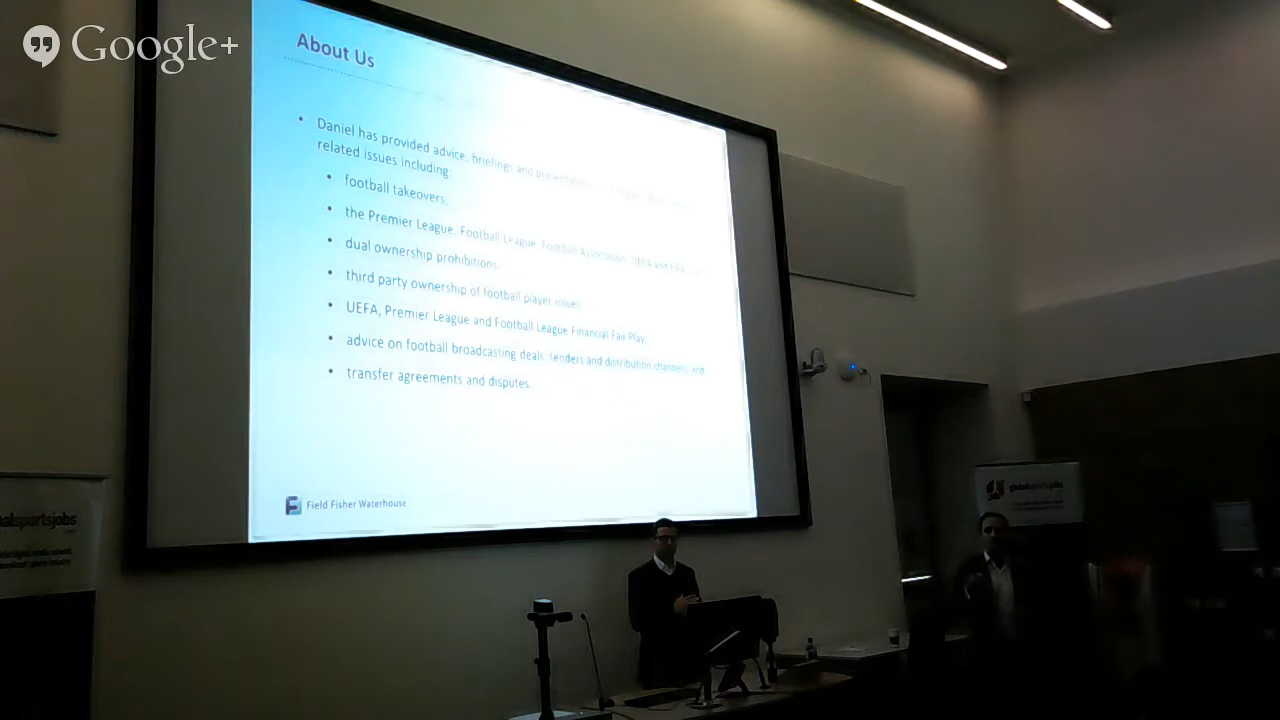 Google+
About Us
• Daniel has provided advice, briefings and
related issues including:
• football takeovers,
• the Premier League, Football League, Football Association, UEFA and FIFA
• dual ownership prohibitions,
• third party ownership of football player issues
• UEFA, Premier League and Football League Financial Fair Play,
• advice on football broadcasting deals, tenders and distribution channels, and
• transfer agreements and disputes
Field Fisher Waterhouse
globalsportsjobs
alsportsjobs